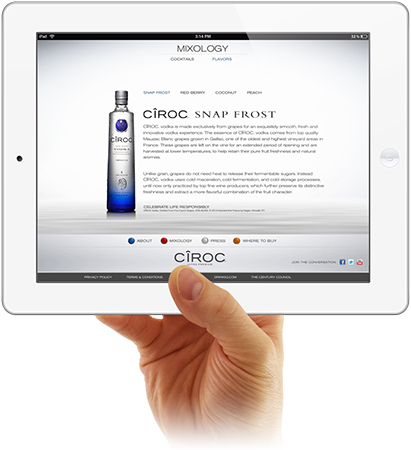 iPad 3:14 PM 52 %
MIXOLOGY
COCKTAILS FLAVORS
SNAP FROST RED BERRY COCONUT PEACH
CÎROC SNAP FROST
CÎROC, vodka is made exclusively from grapes for an exquisitely smooth, fresh and
innovative vodka experience. The essence of CÎROC, vodka comes from top quality
Mauzac Blanc grapes grown in Gaillac, one of the oldest and highest vineyard areas in
France. These grapes are left on the vine for an extended period of ripening and are
harvested at lower temperatures, to help retain their pure fruit freshness and natural
aromas.
Unlike grain, grapes do not need heat to release their fermentable sugars. Instead
CÎROC, vodka uses cold maceration, cold fermentation, and cold storage processes,
until now only practiced by top fine wine producers, which further preserve its distinctive
freshness and extract a more flavorful combination of the fruit character.
CELEBRATE LIFE RESPONSIBLY.
CÎROC
ABOUT MIXOLOGY PRESS WHERE TO BUY
CÎROC
JOIN THE CONVERSATION
PRIVACY POLICY TERMS & CONDITIONS DRINKIQ.COM THE CENTURY COUNCIL